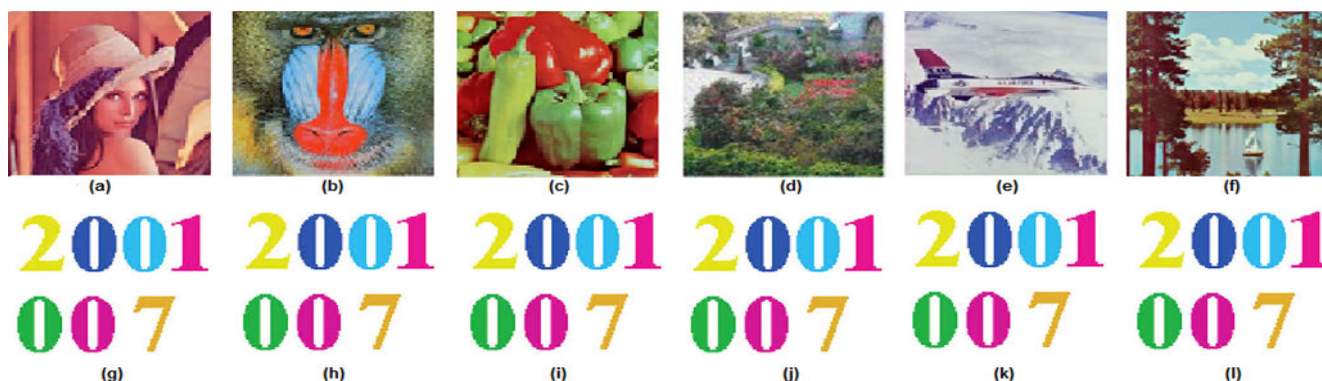 (a) (b) (c) (d) (e) (f)
2001 2001 2001 2001 2001 2001
007 007 007 007 007 007
(g) (h) (i) (j) (k) (l)